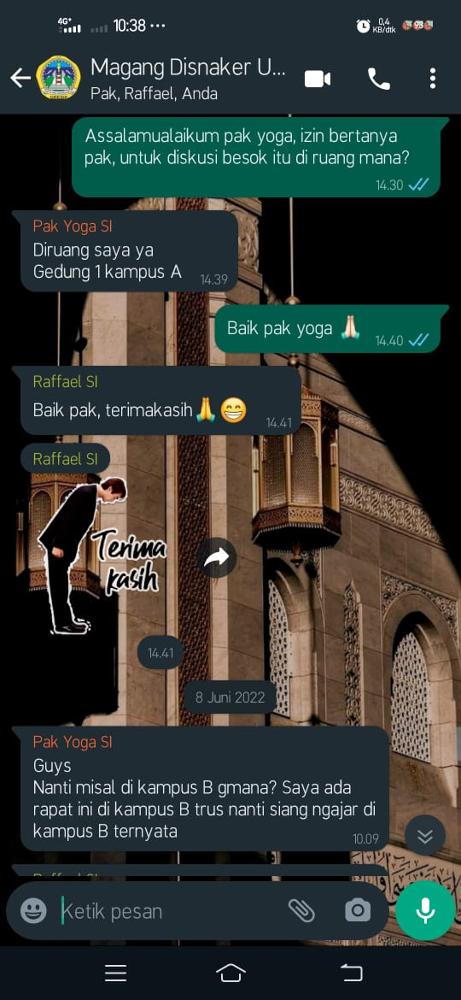 4G+ 10:38 ··· 0,4
KB/dtk 93
Magang Disnaker U...
Pak, Raffael, Anda
Assalamualaikum pak yoga, izin bertanya
pak, untuk diskusi besok itu di ruang mana?
14.30
Pak Yoga SI
Diruang saya ya
Gedung 1 kampus A 14.39
Baik pak yoga 🙏🏻 14.40
Raffael SI
Baik pak, terimakasih🙏😁 14.41
Raffael SI
Terima
kasih
14.41
8 Juni 2022
Pak Yoga SI
Guys
Nanti misal di kampus B gmana? Saya ada
rapat ini di kampus B trus nanti siang ngajar di
kampus B ternyata
10.09
Ketik pesan